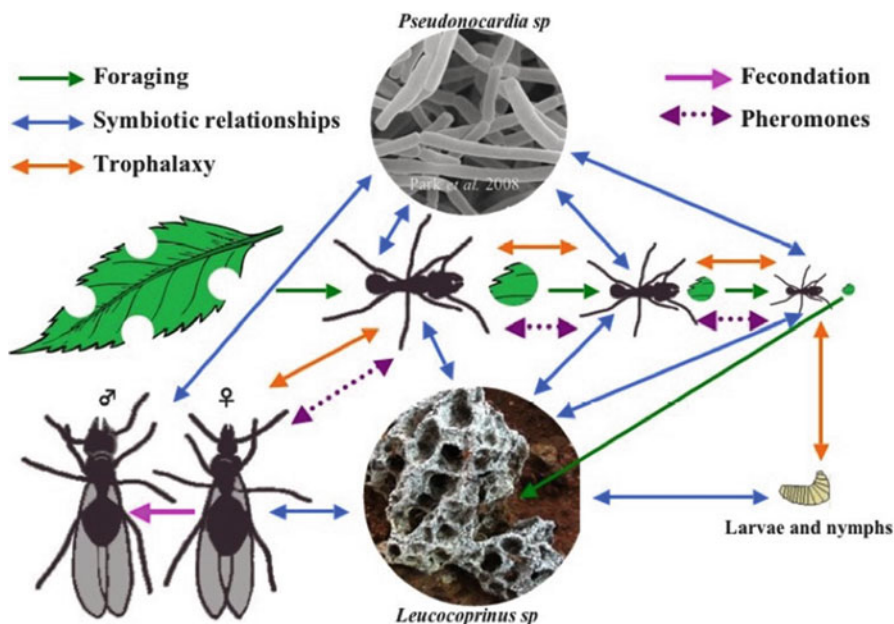 Pseudonocardia sp
Foraging
Symbiotic relationships
Trophalaxy
Fecondation
Pheromones
Park et al. 2008
♂
♀
Larvae and nymphs
Leucocoprinus sp